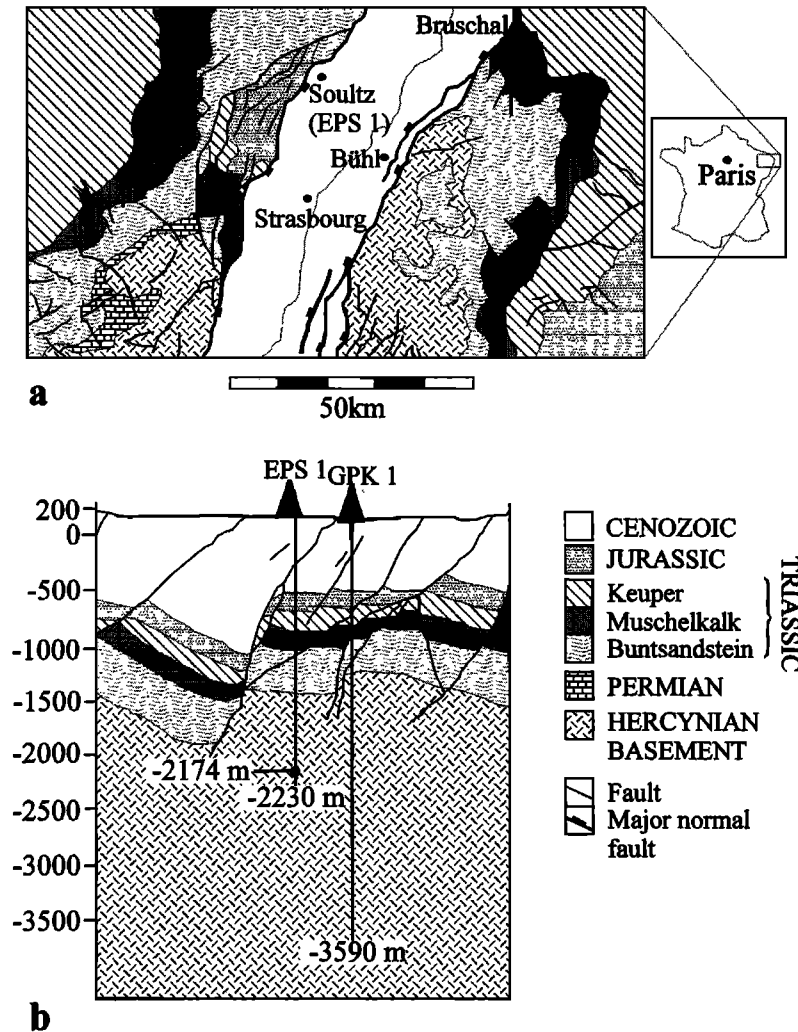 Bruschal
Soultz
(EPS 1)
Bühl
Strasbourg
Paris
a
50km
EPS 1 GPK 1
200
0
-500
-1000
-1500
-2000
-2500
-3000
-3500
-2174 m
-2230 m
-3590 m
CENOZOIC
JURASSIC
Keuper
Muschelkalk
Buntsandstein
TRIASSIC
PERMIAN
HERCYNIAN
BASEMENT
Fault
Major normal
fault
b